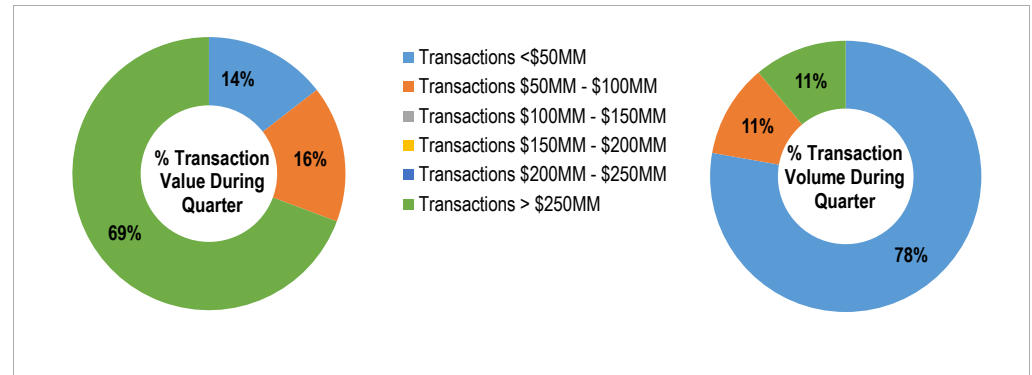 14%
16%
69%
% Transaction
Value During
Quarter
Transactions <$50MM
Transactions $50MM - $100MM
Transactions $100MM - $150MM
Transactions $150MM - $200MM
Transactions $200MM - $250MM
Transactions > $250MM
11%
11%
78%
% Transaction
Volume During
Quarter